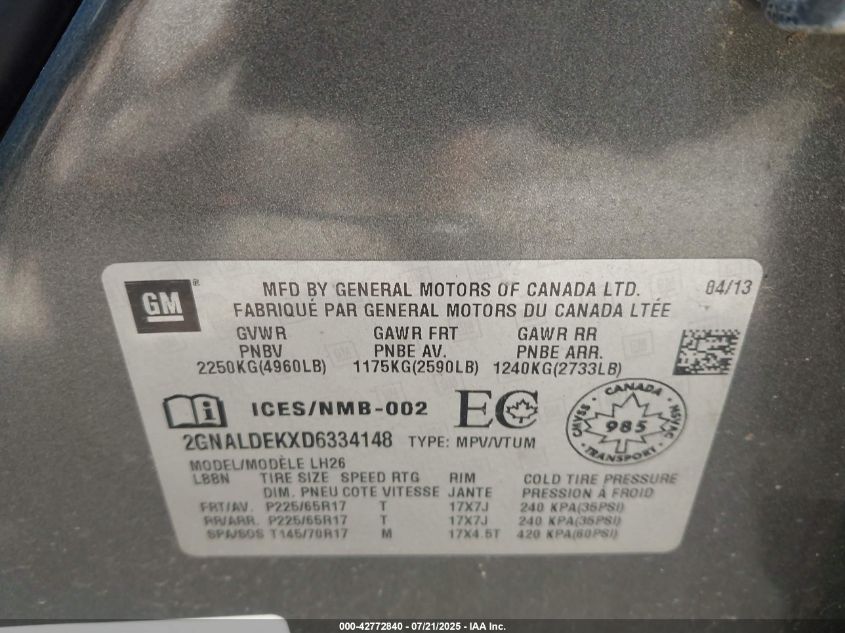 GM ®
MFD BY GENERAL MOTORS OF CANADA LTD. 04/13
FABRIQUÉ PAR GENERAL MOTORS DU CANADA LTÉE
GVWR GAWR FRT GAWR RR
PNBV PNBE AV. PNBE ARR.
2250KG(4960LB) 1175KG(2590LB) 1240KG(2733LB)
i ICES/NMB-002 EC
CANADA
CMVSS 985 NSVAC
TRANSPORT
2GNALDEKXD6334148 TYPE: MPV/VTUM
MODEL/MODÈLE LH26
LBBN TIRE SIZE SPEED RTG RIM COLD TIRE PRESSURE
DIM. PNEU COTE VITESSE JANTE PRESSION À FROID
FRT/AV. P225/65R17 T 17X7J 240 KPA(35PSI)
RR/ARR. P225/65R17 T 17X7J 240 KPA(35PSI)
SPA/SOS T145/70R17 M 17X4.5T 420 KPA(60PSI)
000-42772840 - 07/21/2025 - IAA Inc.